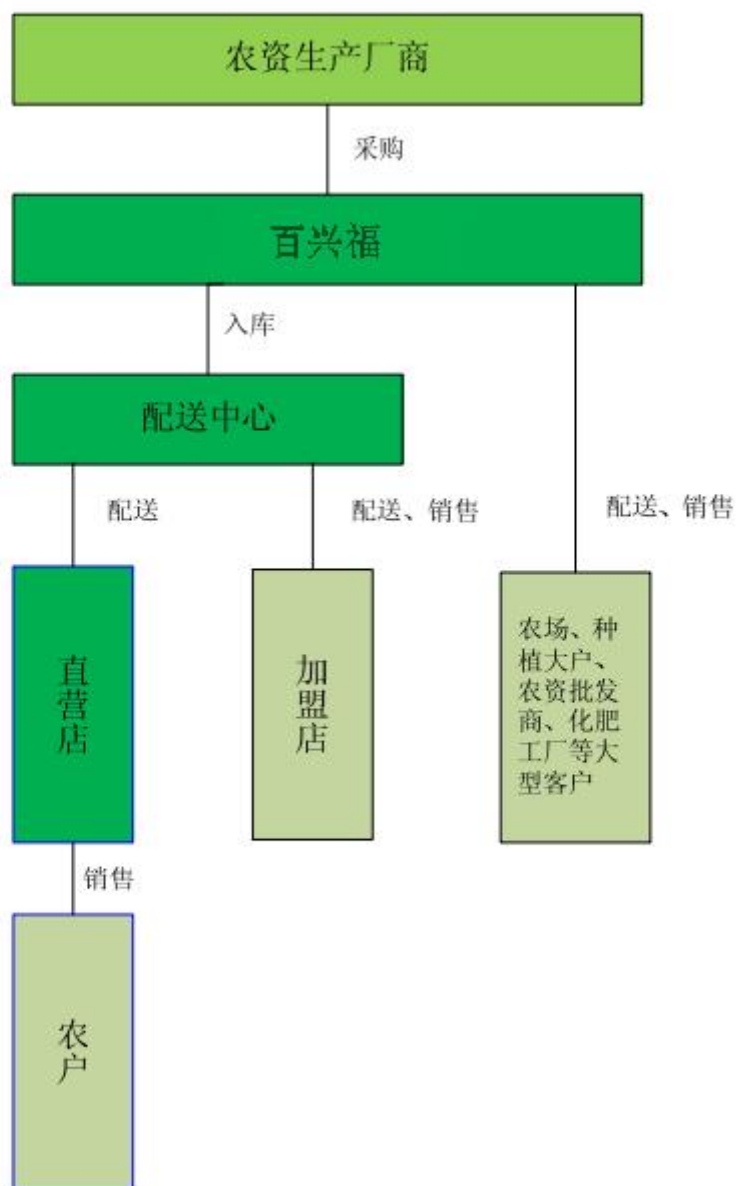 农资生产厂商
采购
百兴福
入库
配送中心
配送
配送、销售
配送、销售
直营店
加盟店
农场、种
植大户、
农资批发
商、化肥
工厂等大
型客户
销售
农户